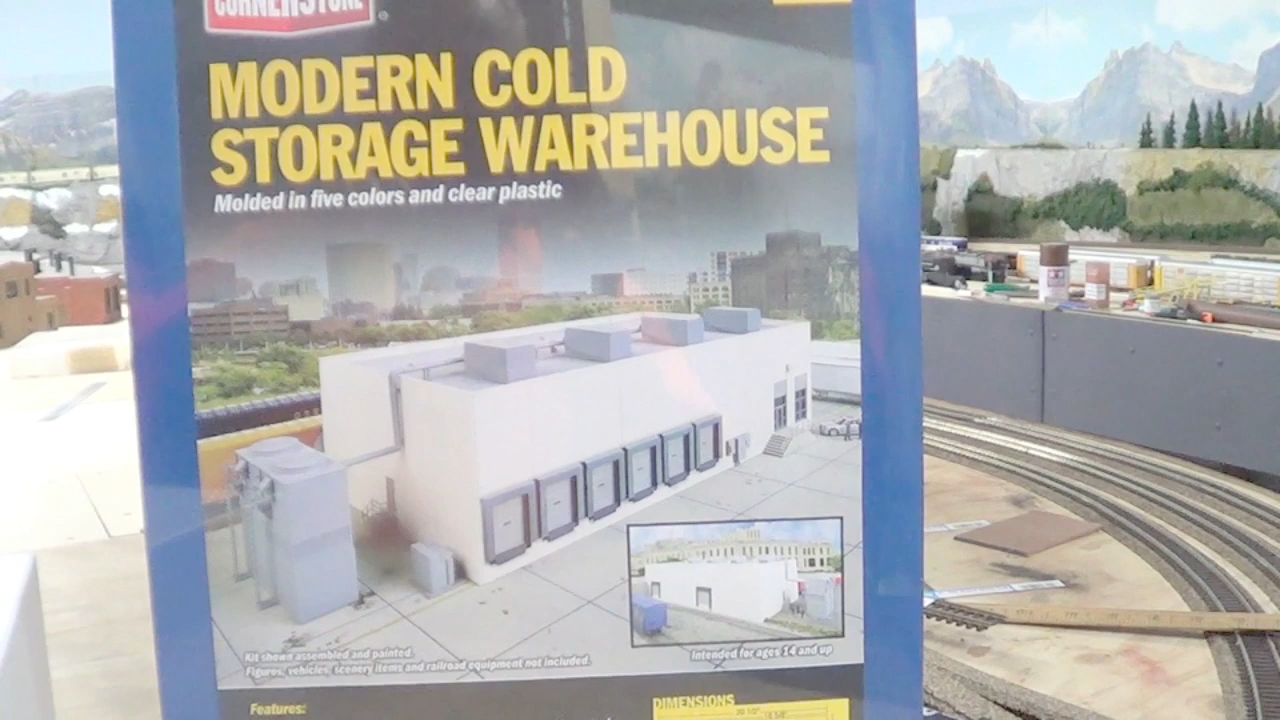 CORNERSTONE
MODERN COLD
STORAGE WAREHOUSE
Molded in five colors and clear plastic
Kit shown assembled and painted.
Figures, vehicles, scenery items and railroad equipment not included.
Intended for ages 14 and up
Features:
DIMENSIONS